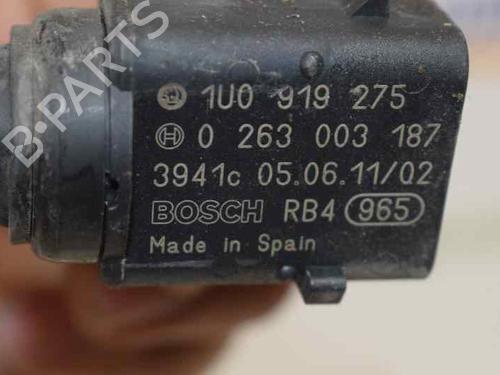 1U0 919 275
0 263 003 187
3941c 05.06.11/02
BOSCH RB4 965
Made in Spain
B-PARTS